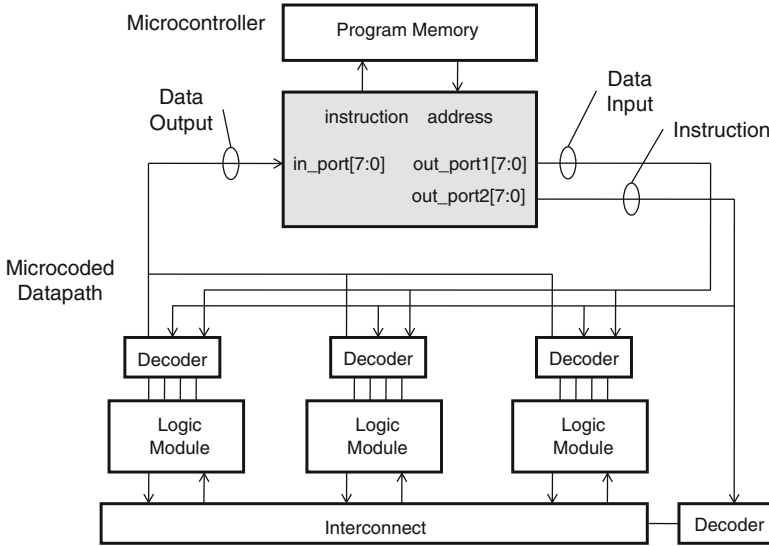 Microcontroller
Program Memory
Data
Output
Data
Input
Instruction
instruction address
in_port[7:0] out_port1[7:0]
out_port2[7:0]
Microcoded
Datapath
Decoder
Decoder
Decoder
Logic
Module
Logic
Module
Logic
Module
Interconnect
Decoder